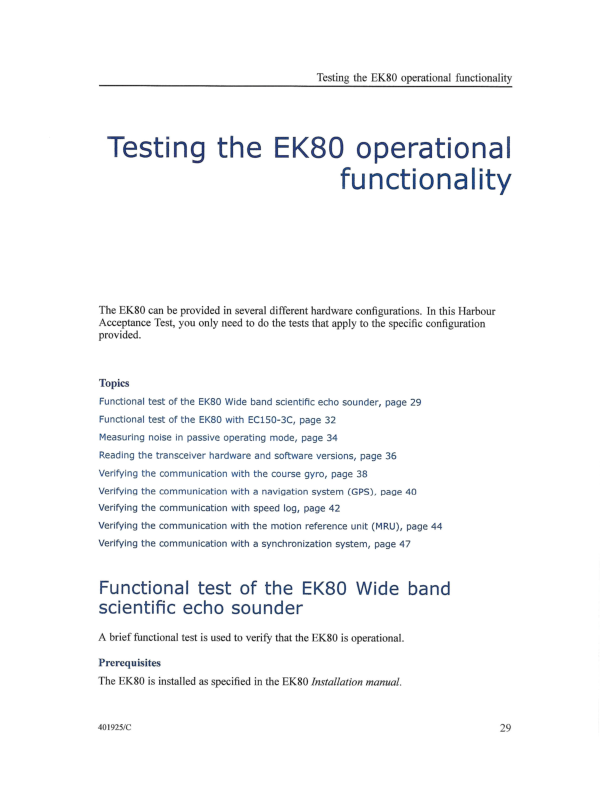 Testing the EK80 operational functionality
Testing the EK80 operational
functionality
The EK80 can be provided in several different hardware configurations. In this Harbour
Acceptance Test, you only need to do the tests that apply to the specific configuration
provided.
Topics
Functional test of the EK80 Wide band scientific echo sounder, page 29
Functional test of the EK80 with EC150-3C, page 32
Measuring noise in passive operating mode, page 34
Reading the transceiver hardware and software versions, page 36
Verifying the communication with the course gyro, page 38
Verifying the communication with a navigation system (GPS), page 40
Verifying the communication with speed log, page 42
Verifying the communication with the motion reference unit (MRU), page 44
Verifying the communication with a synchronization system, page 47
Functional test of the EK80 Wide band
scientific echo sounder
A brief functional test is used to verify that the EK80 is operational.
Prerequisites
The EK80 is installed as specified in the EK80 Installation manual.
401925/C
29